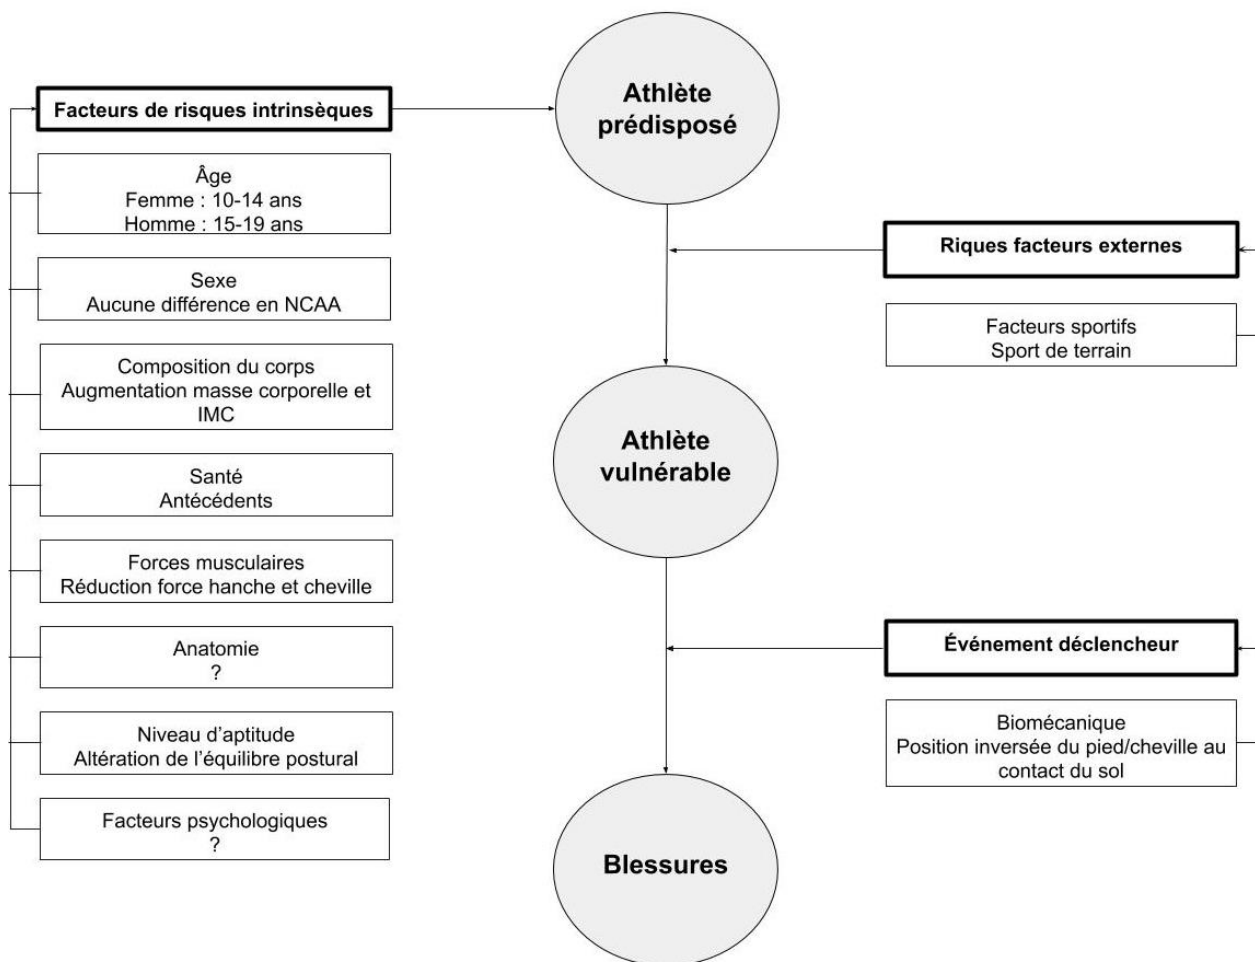 Athlète
prédisposé
Facteurs de risques intrinsèques
Âge
Femme : 10-14 ans
Homme : 15-19 ans
Sexe
Aucune différence en NCAA
Composition du corps
Augmentation masse corporelle et
IMC
Santé
Antécédents
Forces musculaires
Réduction force hanche et cheville
Anatomie
?
Niveau d’aptitude
Altération de l’équilibre postural
Facteurs psychologiques
?
Riques facteurs externes
Facteurs sportifs
Sport de terrain
Athlète
vulnérable
Événement déclencheur
Biomécanique
Position inversée du pied/cheville au
contact du sol
Blessures